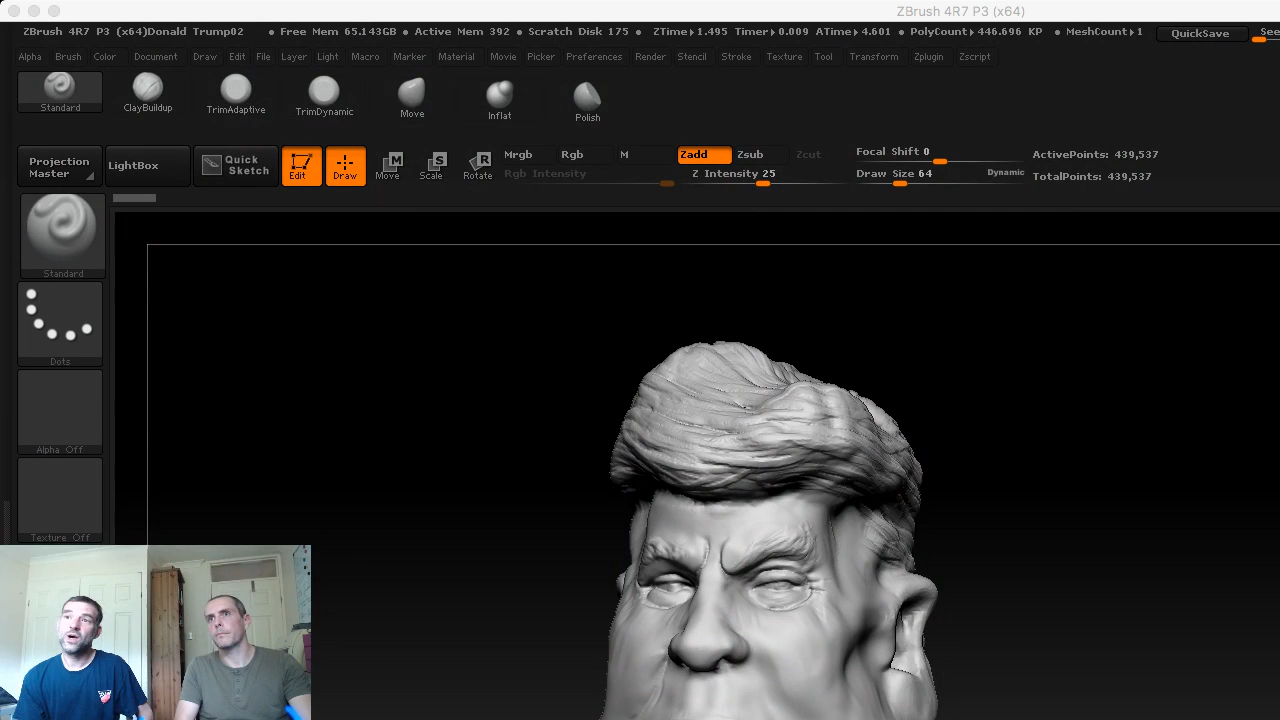 ZBrush 4R7 P3 (x64)
ZBrush 4R7 P3 (x64)Donald Trump02 • Free Mem 65.143GB • Active Mem 392 • Scratch Disk 175 • ZTime▸1.495 Timer▸0.009 ATime▸4.601 • PolyCount▸446.696 KP • MeshCount▸1 QuickSave See
Alpha Brush Color Document Draw Edit File Layer Light Macro Marker Material Movie Picker Preferences Render Stencil Stroke Texture Tool Transform Zplugin Zscript
Standard ClayBuildup TrimAdaptive TrimDynamic Move Inflat Polish
Projection Master LightBox Quick Sketch Edit Draw Move Scale Rotate
M S R
Mrgb Rgb M Zadd Zsub Zcut Focal Shift 0 ActivePoints: 439,537
Rgb Intensity Z Intensity 25 Draw Size 64 Dynamic TotalPoints: 439,537
Standard
Dots
Alpha Off
Texture Off